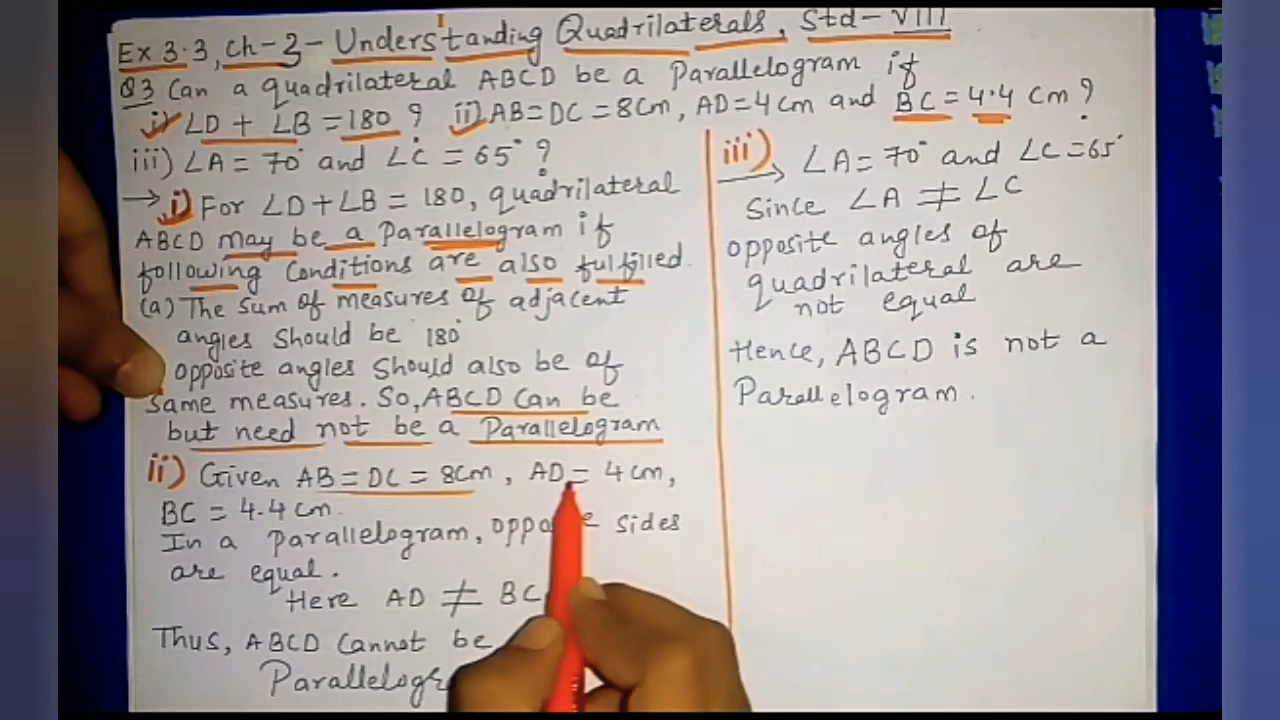 Ex 3.3, Ch-3- Understanding Quadrilaterals, Std- VIII
Q3 Can a quadrilateral ABCD be a Parallelogram if
i) ∠D + ∠B = 180 ? ii) AB = DC = 8cm, AD = 4cm and BC = 4.4 cm ?
iii) ∠A = 70° and ∠C = 65° ?
→ i) For ∠D + ∠B = 180, quadrilateral
ABCD may be a Parallelogram if
following Conditions are also fulfilled.
(a) The Sum of measures of adjacent
angles should be 180°
opposite angles should also be of
same measures. So, ABCD Can be
but need not be a Parallelogram
ii) Given AB = DC = 8cm, AD = 4cm,
BC = 4.4 cm.
In a Parallelogram, sides
are equal.
Here AD ≠ BC
Thus, ABCD Cannot be
iii) ∠A = 70° and ∠C = 65°
→ Since ∠A ≠ ∠C
opposite angles of
quadrilateral are
not equal
Hence, ABCD is not a
Parallelogram.